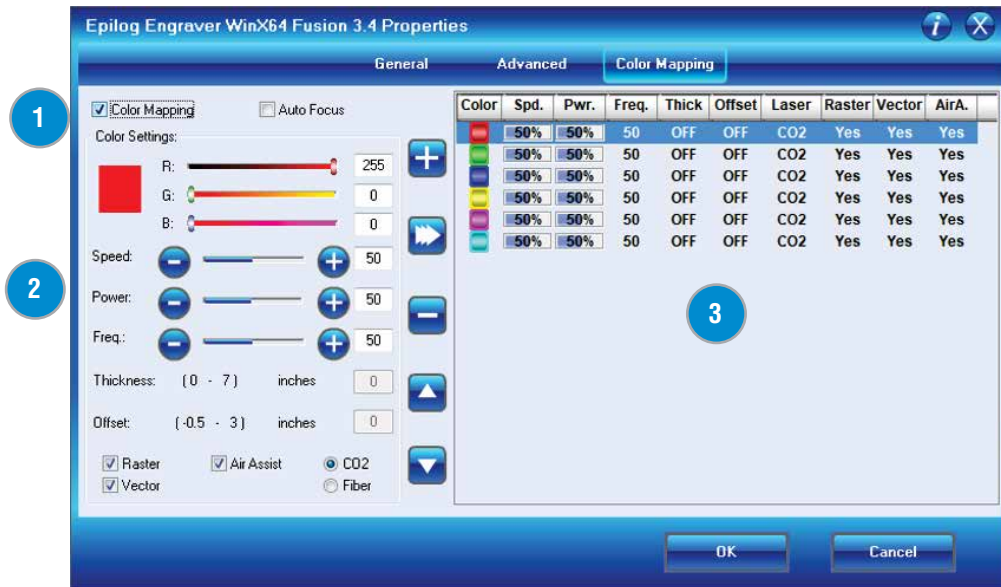 Epilog Engraver WinX64 Fusion 3.4 Properties
i X
General Advanced Color Mapping
1
Color Mapping Auto Focus
Color Settings:
R: 255
G: 0
B: 0
2
Speed: 50
Power: 50
Freq.: 50
Thickness: ( 0 - 7 ) inches 0
Offset: ( -0.5 - 3 ) inches 0
Raster Air Assist CO2
Vector Fiber
Color Spd. Pwr. Freq. Thick Offset Laser Raster Vector AirA.
50% 50% 50 OFF OFF CO2 Yes Yes Yes
50% 50% 50 OFF OFF CO2 Yes Yes Yes
50% 50% 50 OFF OFF CO2 Yes Yes Yes
50% 50% 50 OFF OFF CO2 Yes Yes Yes
50% 50% 50 OFF OFF CO2 Yes Yes Yes
50% 50% 50 OFF OFF CO2 Yes Yes Yes
3
OK Cancel